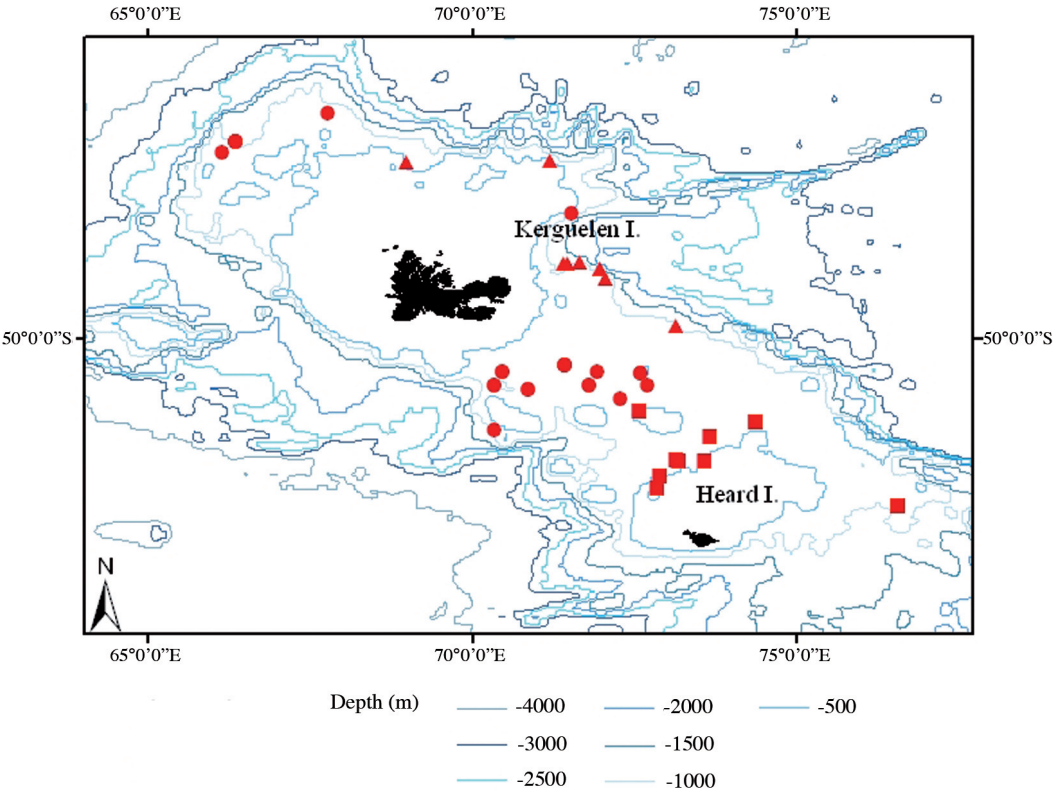 65°0’0”E 70°0’0”E 75°0’0”E
Kerguelen I.
50°0’0”S 50°0’0”S
Heard I.
N
65°0’0”E 70°0’0”E 75°0’0”E
Depth (m) -4000 -2000 -500
-3000 -1500
-2500 -1000